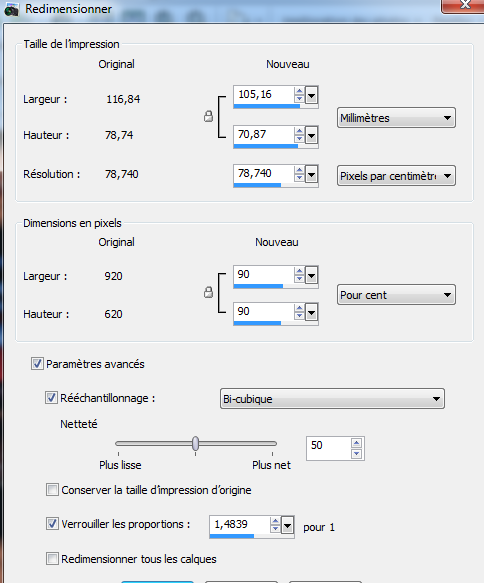 Redimensionner
Taille de l'impression
Original Nouveau
Largeur : 116,84 105,16 Millimètres
Hauteur : 78,74 70,87
Résolution : 78,740 78,740 Pixels par centimètre
Dimensions en pixels
Original Nouveau
Largeur : 920 90 Pour cent
Hauteur : 620 90
Paramètres avancés
Rééchantillonnage : Bi-cubique
Netteté
50
Plus lisse Plus net
Conserver la taille d'impression d'origine
Verrouiller les proportions : 1,4839 pour 1
Redimensionner tous les calques